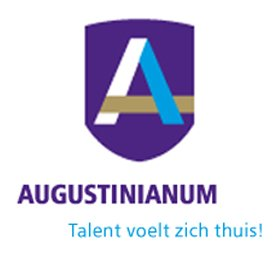 A
AUGUSTINIANUM
Talent voelt zich thuis!